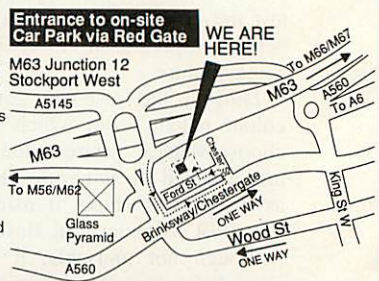 Entrance to on-site
Car Park via Red Gate
WE ARE
HERE!
M63 Junction 12
Stockport West
To M66/M67
A5145
M63
A560
To A6
M63
To M56/M62
Chester
St
Ford St
King St W
Glass
Pyramid
Brinksway/Chestergate
ONE WAY
Wood St
ONE WAY
A560